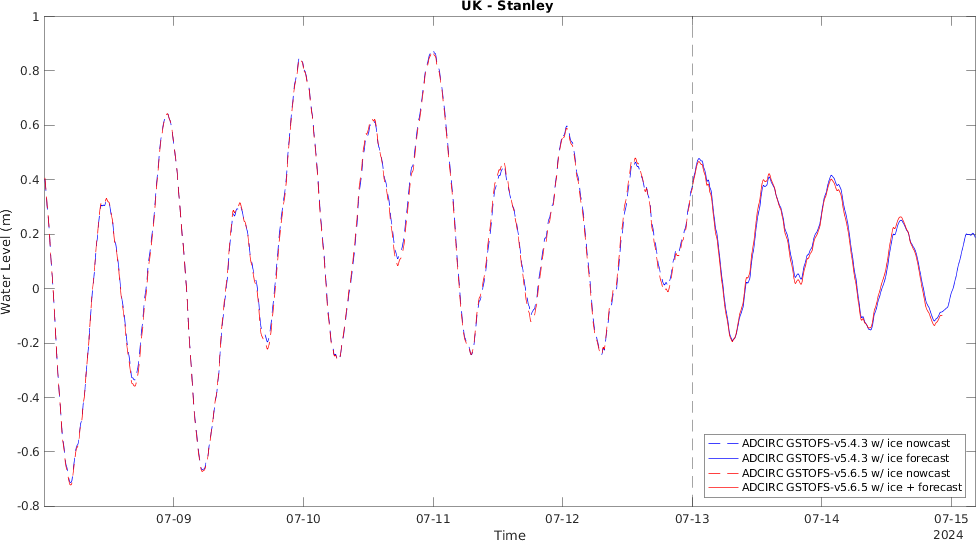 UK - Stanley
1
0.8
0.6
0.4
0.2
0
-0.2
-0.4
-0.6
-0.8
Water Level (m)
ADCIRC GSTOFS-v5.4.3 w/ ice nowcast
ADCIRC GSTOFS-v5.4.3 w/ ice forecast
ADCIRC GSTOFS-v5.6.5 w/ ice nowcast
ADCIRC GSTOFS-v5.6.5 w/ ice + forecast
07-09 07-10 07-11 07-12 07-13 07-14 07-15
Time 2024